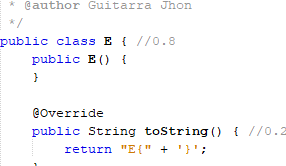 * @author Guitarra Jhon
*/
public class E { //0.8
public E() {
}
@Override
public String toString() { //0.2
return "E{" + '}';
}